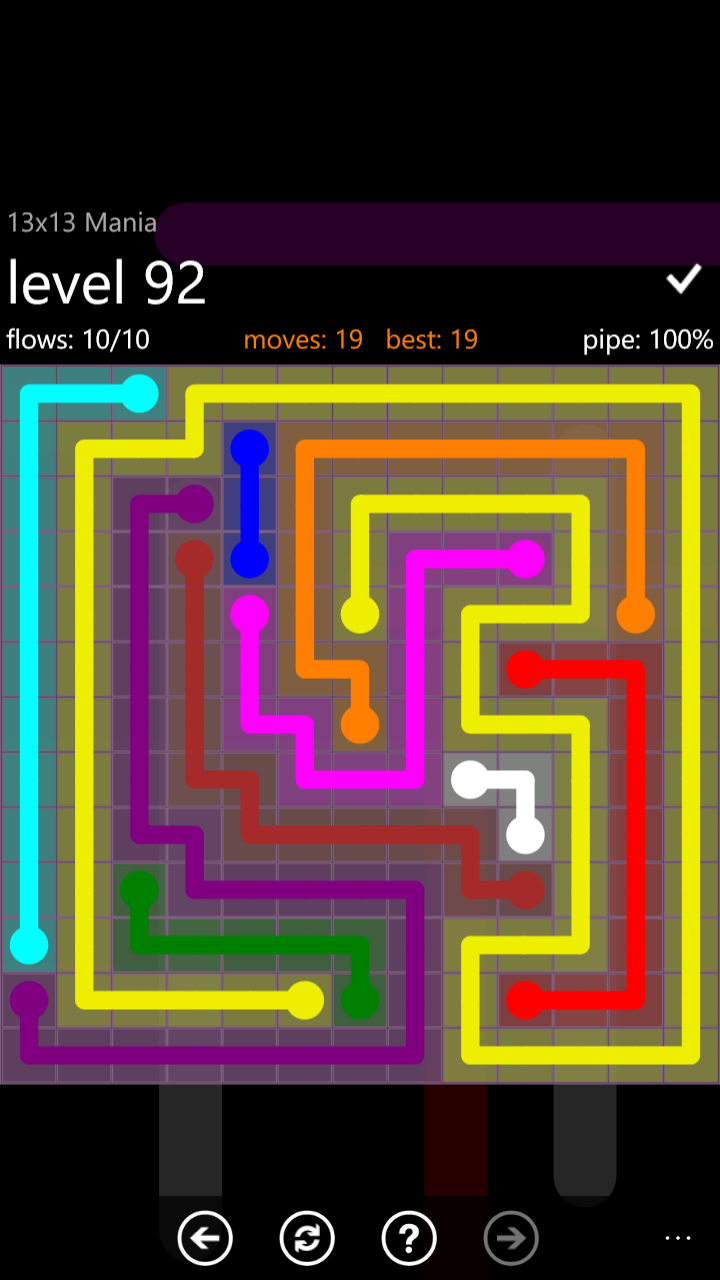 13x13 Mania
level 92
flows: 10/10 moves: 19 best: 19 pipe: 100%
?
...